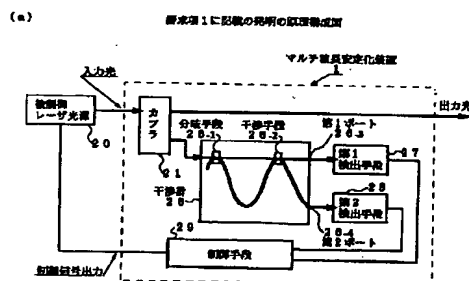 (a)
請求項1に記載の発明の原理構成図
マルチ波長安定化装置
1
入力光
出力光
被制御
レーザ光源
20
カプラ
21
分岐手段
26-1
干渉手段
26-2
第1ポート
26-3
第1
検出手段
27
干渉計
26
28
第2
検出手段
26-4
第2ポート
29
制御手段
制御信号出力